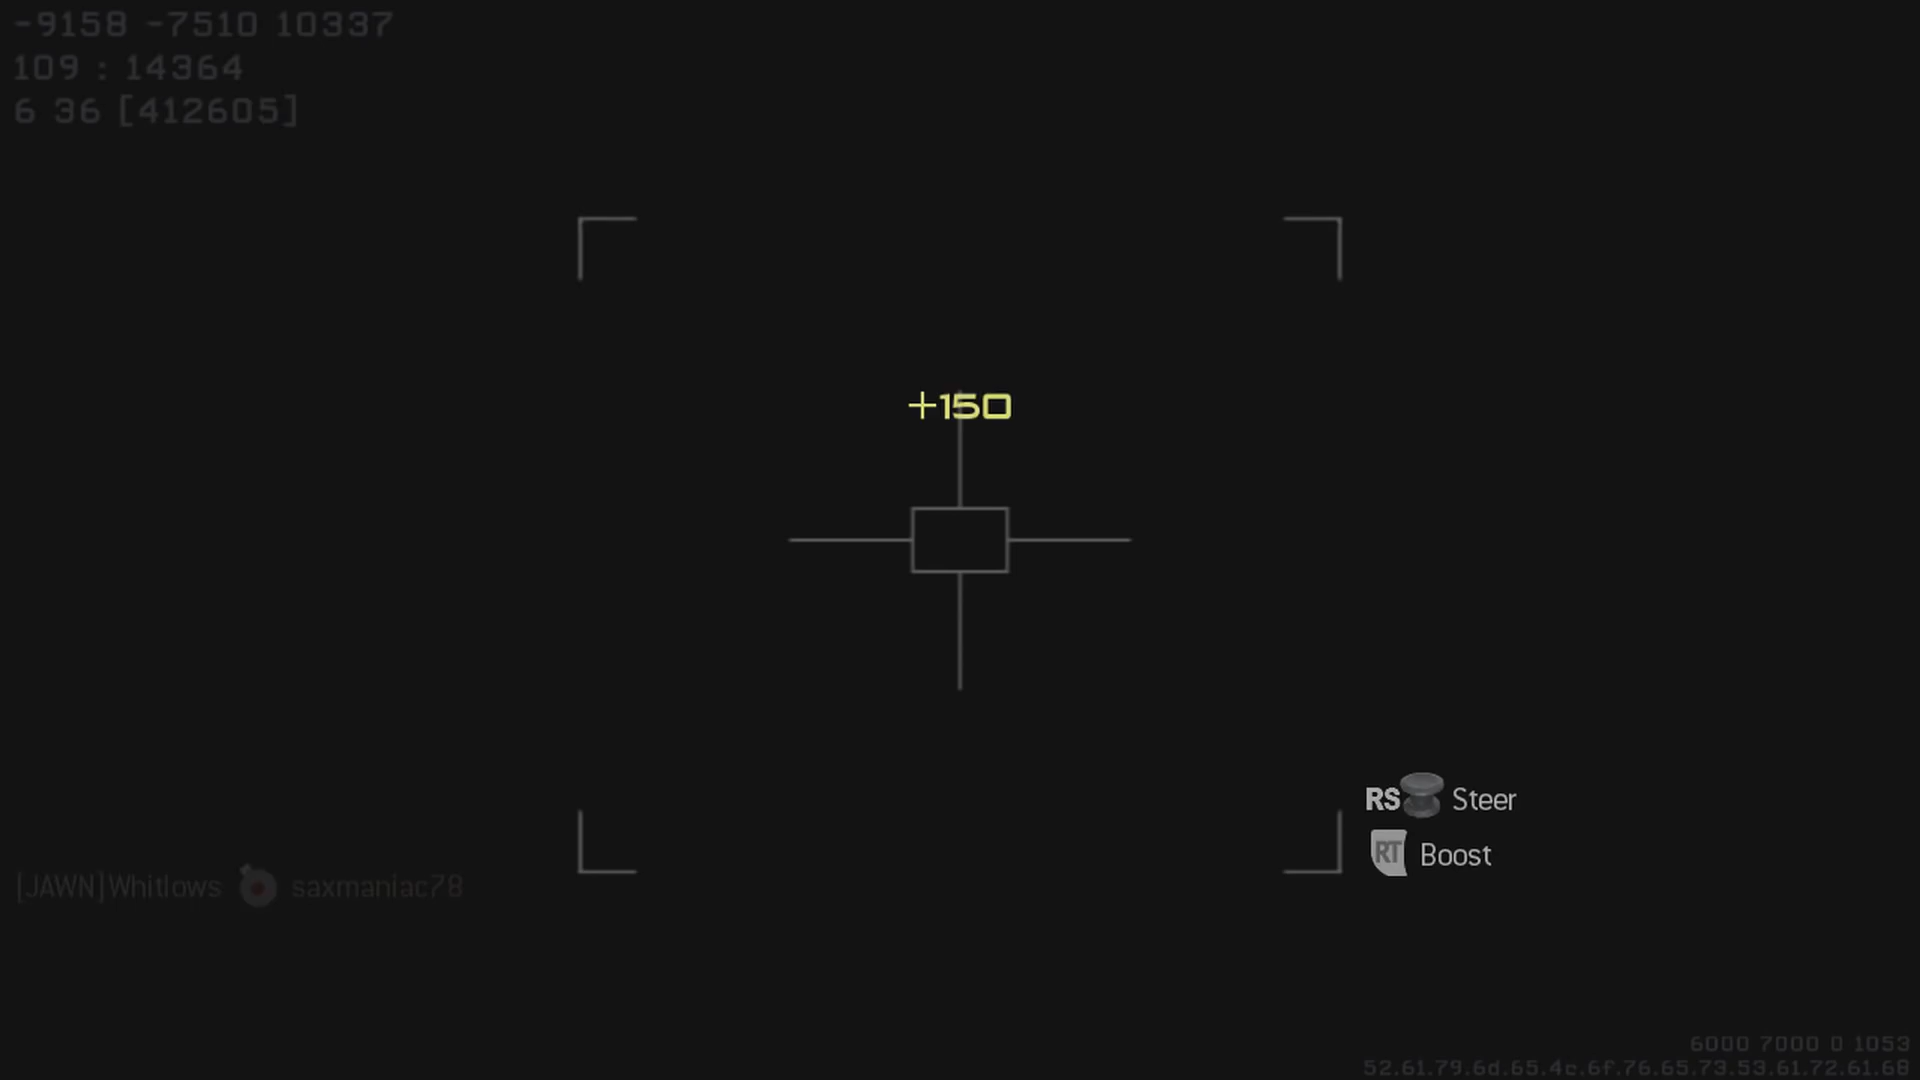 -9158 -7510 10337
109 : 14364
6 36 [412605]
+150
RS Steer
RT Boost
[JAWN]Whitlows saxmaniac78
6000 7000 0 1053
52.61.79.6d.65.4c.6f.76.65.73.53.61.72.61.68